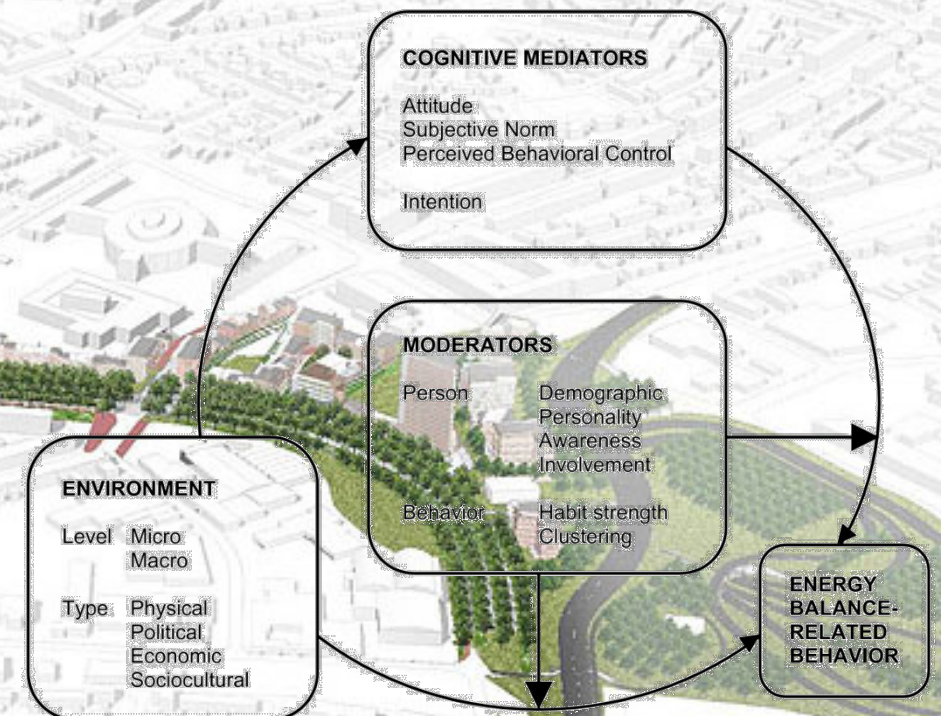 COGNITIVE MEDIATORS
Attitude
Subjective Norm
Perceived Behavioral Control
Intention
MODERATORS
Person Demographic
Personality
Awareness
Involvement
Behavior Habit strength
Clustering
ENVIRONMENT
Level Micro
Macro
Type Physical
Political
Economic
Sociocultural
ENERGY
BALANCE-
RELATED
BEHAVIOR